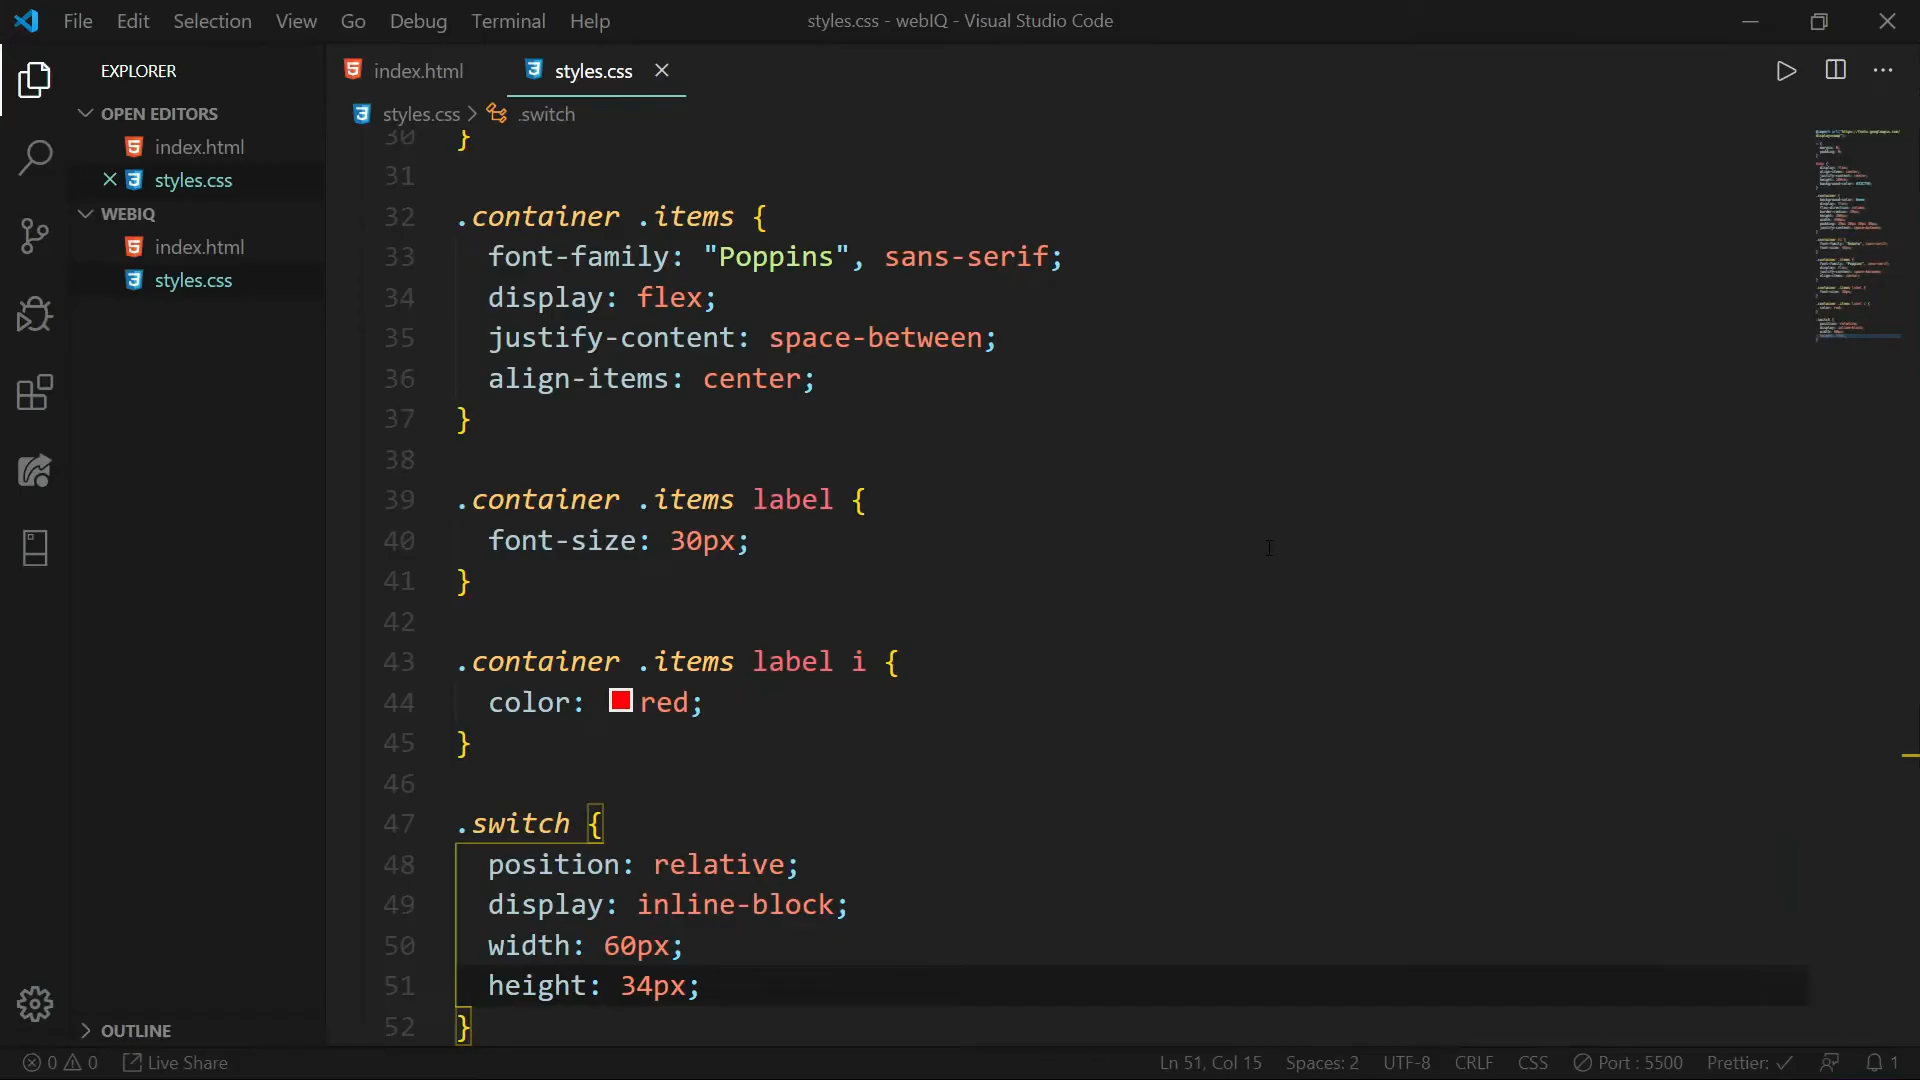 File Edit Selection View Go Debug Terminal Help
styles.css - webIQ - Visual Studio Code
EXPLORER
OPEN EDITORS
index.html
styles.css
WEBIQ
index.html
styles.css
OUTLINE
index.html
styles.css
styles.css > .switch
30 }
31
32 .container .items {
33 font-family: "Poppins", sans-serif;
34 display: flex;
35 justify-content: space-between;
36 align-items: center;
37 }
38
39 .container .items label {
40 font-size: 30px;
41 }
42
43 .container .items label i {
44 color: red;
45 }
46
47 .switch {
48 position: relative;
49 display: inline-block;
50 width: 60px;
51 height: 34px;
52 }
0 0 Live Share
Ln 51, Col 15 Spaces: 2 UTF-8 CRLF CSS Port : 5500 Prettier: ✓ 1